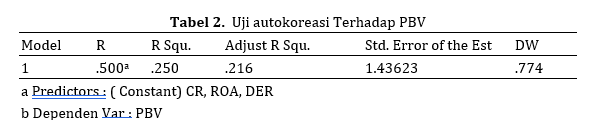 Tabel 2. Uji autokoreasi Terhadap PBV
Model R R Squ. Adjust R Squ. Std. Error of the Est DW
1 .500ª .250 .216 1.43623 .774
a Predictors : ( Constant) CR, ROA, DER
b Dependen Var : PBV